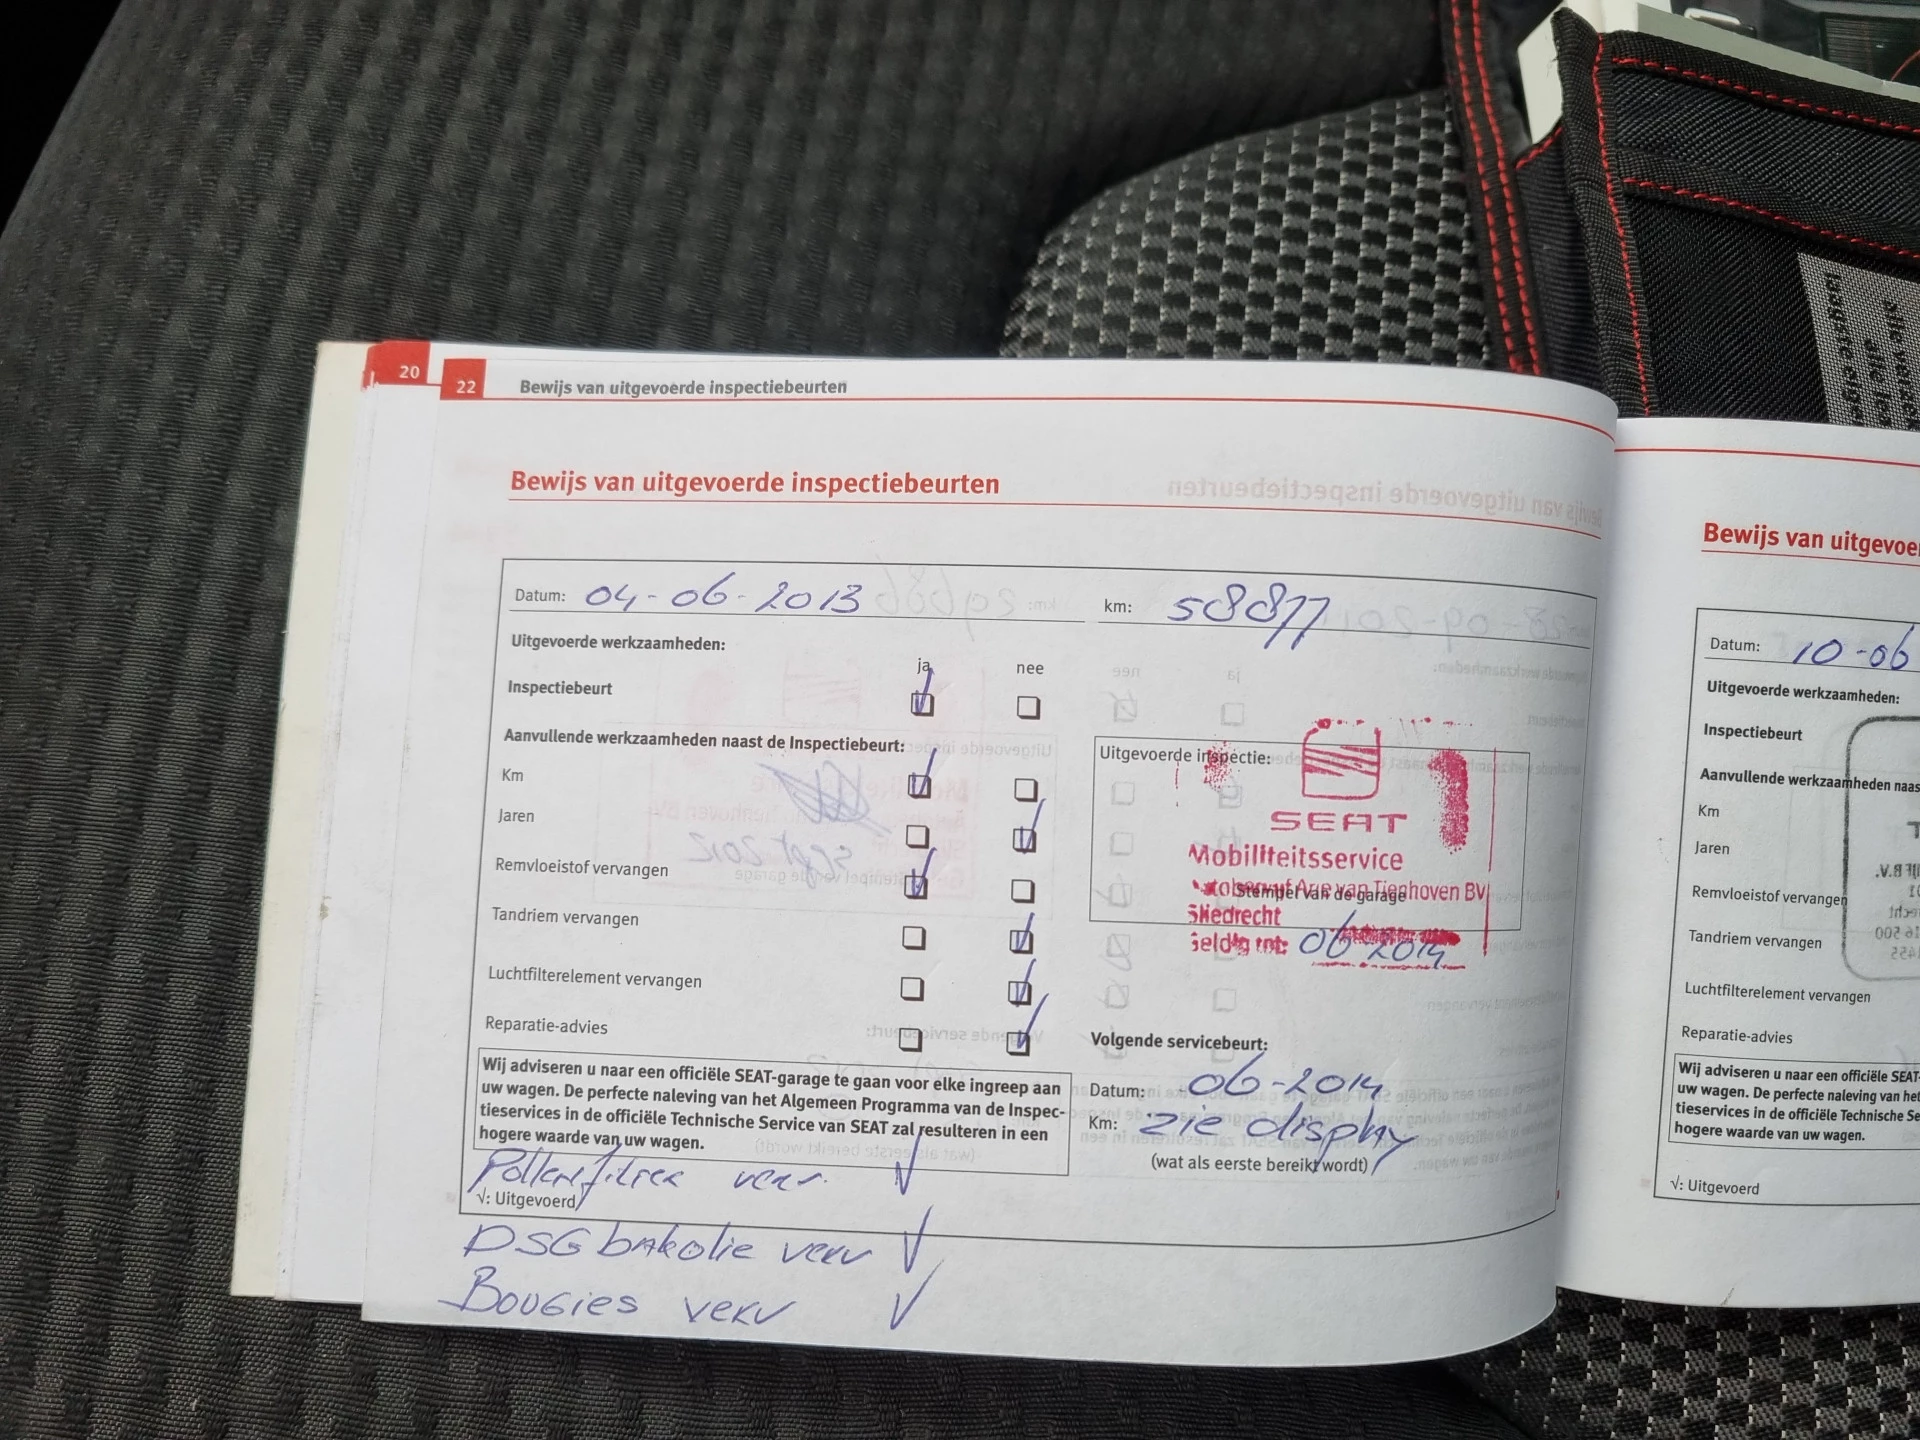 20
22 Bewijs van uitgevoerde inspectiebeurten
Bewijs van uitgevoerde inspectiebeurten
Datum: 04-06-2013 km: 58877
Uitgevoerde werkzaamheden:
ja nee
Inspectiebeurt
Aanvullende werkzaamheden naast de Inspectiebeurt:
Km
Jaren
Remvloeistof vervangen
Tandriem vervangen
Luchtfilterelement vervangen
Reparatie-advies
Wij adviseren u naar een officiële SEAT-garage te gaan voor elke ingreep aan
uw wagen. De perfecte naleving van het Algemeen Programma van de Inspec-
tieservices in de officiële Technische Service van SEAT zal resulteren in een
hogere waarde van uw wagen.
Pollenfilter verv. √
√: Uitgevoerd
DSG bakolie verv √
Bougies verv √
Uitgevoerde inspectie:
SEAT
Mobiliteitsservice
Arie van Tienhoven BV
Stempel van de garage
Sliedrecht
Geldig tot: 06-2014
Volgende servicebeurt:
Datum: 06-2014
Km: zie display
(wat als eerste bereikt wordt)
Bewijs van uitgevoe
Datum: 10-06
Uitgevoerde werkzaamheden:
Inspectiebeurt
Aanvullende werkzaamheden naas
Km
Jaren
Remvloeistof vervangen
Tandriem vervangen
Luchtfilterelement vervangen
Reparatie-advies
Wij adviseren u naar een officiële SEAT
uw wagen. De perfecte naleving van het
tieservices in de officiële Technische Se
hogere waarde van uw wagen.
√: Uitgevoerd